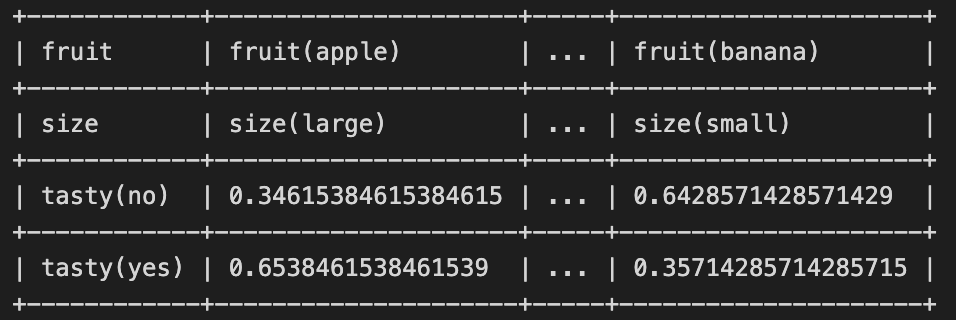 +------------+---------------------+-----+---------------------+
| fruit      | fruit(apple)        | ... | fruit(banana)       |
+------------+---------------------+-----+---------------------+
| size       | size(large)         | ... | size(small)         |
+------------+---------------------+-----+---------------------+
| tasty(no)  | 0.34615384615384615 | ... | 0.6428571428571429  |
+------------+---------------------+-----+---------------------+
| tasty(yes) | 0.6538461538461539  | ... | 0.35714285714285715 |
+------------+---------------------+-----+---------------------+